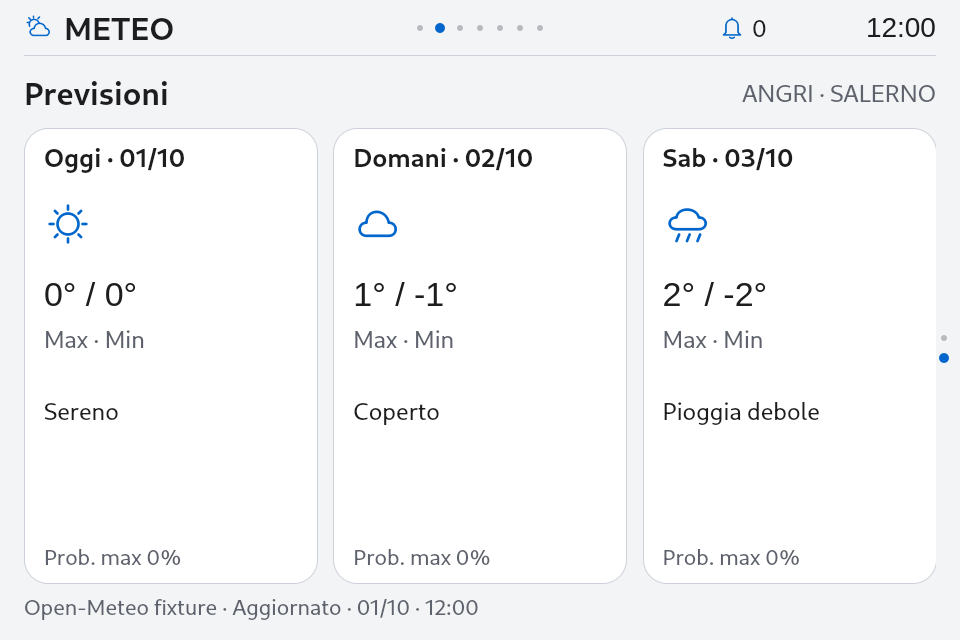 METEO
0
12:00
Previsioni
ANGRI · SALERNO
Oggi · 01/10
0° / 0°
Max · Min
Sereno
Prob. max 0%
Domani · 02/10
1° / -1°
Max · Min
Coperto
Prob. max 0%
Sab · 03/10
2° / -2°
Max · Min
Pioggia debole
Prob. max 0%
Open-Meteo fixture · Aggiornato · 01/10 · 12:00